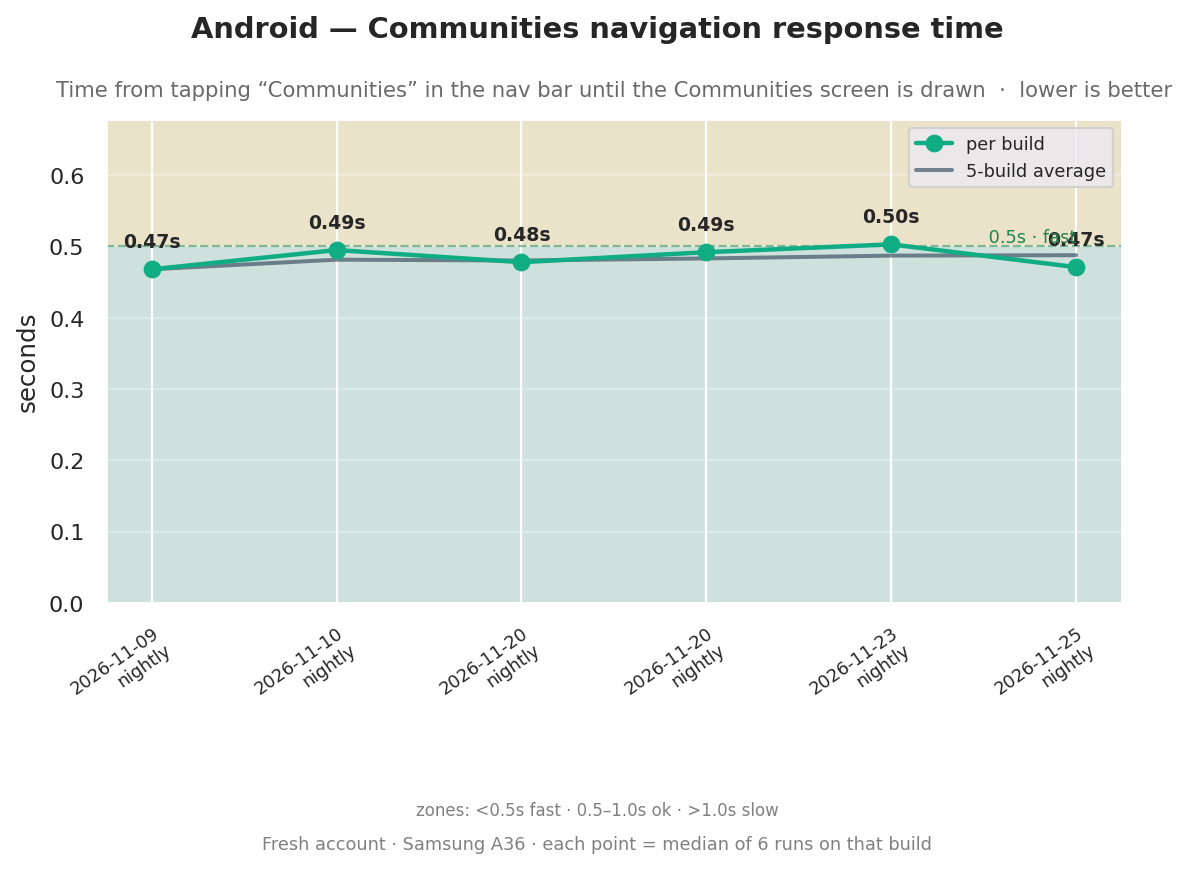 Android — Communities navigation response time
Time from tapping “Communities” in the nav bar until the Communities screen is drawn · lower is better
per build
5-build average
0.6
0.5
0.4
0.3
0.2
0.1
0.0
seconds
0.47s
0.49s
0.48s
0.49s
0.50s
0.5s · fast
0.47s
2026-11-09
nightly
2026-11-10
nightly
2026-11-20
nightly
2026-11-20
nightly
2026-11-23
nightly
2026-11-25
nightly
zones: <0.5s fast · 0.5–1.0s ok · >1.0s slow
Fresh account · Samsung A36 · each point = median of 6 runs on that build